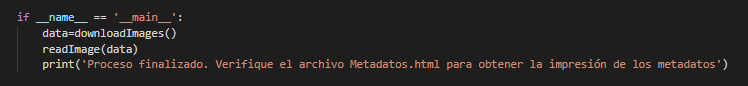 if __name__ == '__main__':
    data=downloadImages()
    readImage(data)
    print('Proceso finalizado. Verifique el archivo Metadatos.html para obtener la impresión de los metadatos')